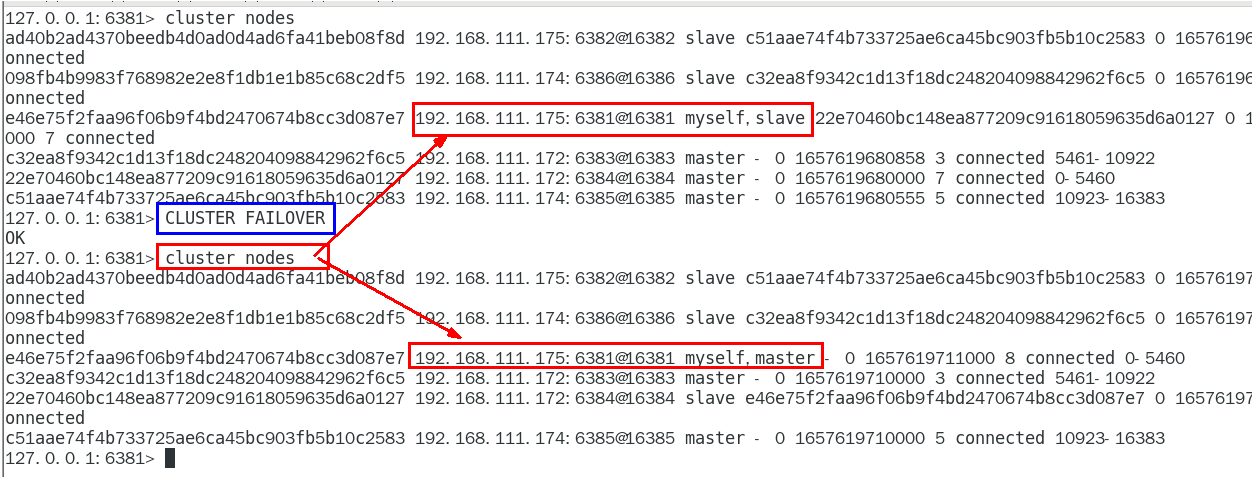 127.0.0.1:6381> cluster nodes
ad40b2ad4370beedb4d0ad0d4ad6fa41beb08f8d 192.168.111.175:6382@16382 slave c51aae74f4b733725ae6ca45bc903fb5b10c2583 0 16576196
onnected
098fb4b9983f768982e2e8f1db1e1b85c68c2df5 192.168.111.174:6386@16386 slave c32ea8f9342c1d13f18dc248204098842962f6c5 0 16576196
onnected
e46e75f2faa96f06b9f4bd2470674b8cc3d087e7 192.168.111.175:6381@16381 myself,slave 22e70460bc148ea877209c91618059635d6a0127 0 1
000 7 connected
c32ea8f9342c1d13f18dc248204098842962f6c5 192.168.111.172:6383@16383 master - 0 1657619680858 3 connected 5461-10922
22e70460bc148ea877209c91618059635d6a0127 192.168.111.172:6384@16384 master - 0 1657619680000 7 connected 0-5460
c51aae74f4b733725ae6ca45bc903fb5b10c2583 192.168.111.174:6385@16385 master - 0 1657619680555 5 connected 10923-16383
127.0.0.1:6381> CLUSTER FAILOVER
OK
127.0.0.1:6381> cluster nodes
ad40b2ad4370beedb4d0ad0d4ad6fa41beb08f8d 192.168.111.175:6382@16382 slave c51aae74f4b733725ae6ca45bc903fb5b10c2583 0 16576197
onnected
098fb4b9983f768982e2e8f1db1e1b85c68c2df5 192.168.111.174:6386@16386 slave c32ea8f9342c1d13f18dc248204098842962f6c5 0 16576197
onnected
e46e75f2faa96f06b9f4bd2470674b8cc3d087e7 192.168.111.175:6381@16381 myself,master - 0 1657619711000 8 connected 0-5460
c32ea8f9342c1d13f18dc248204098842962f6c5 192.168.111.172:6383@16383 master - 0 1657619710000 3 connected 5461-10922
22e70460bc148ea877209c91618059635d6a0127 192.168.111.172:6384@16384 slave e46e75f2faa96f06b9f4bd2470674b8cc3d087e7 0 16576197
onnected
c51aae74f4b733725ae6ca45bc903fb5b10c2583 192.168.111.174:6385@16385 master - 0 1657619710000 5 connected 10923-16383
127.0.0.1:6381>